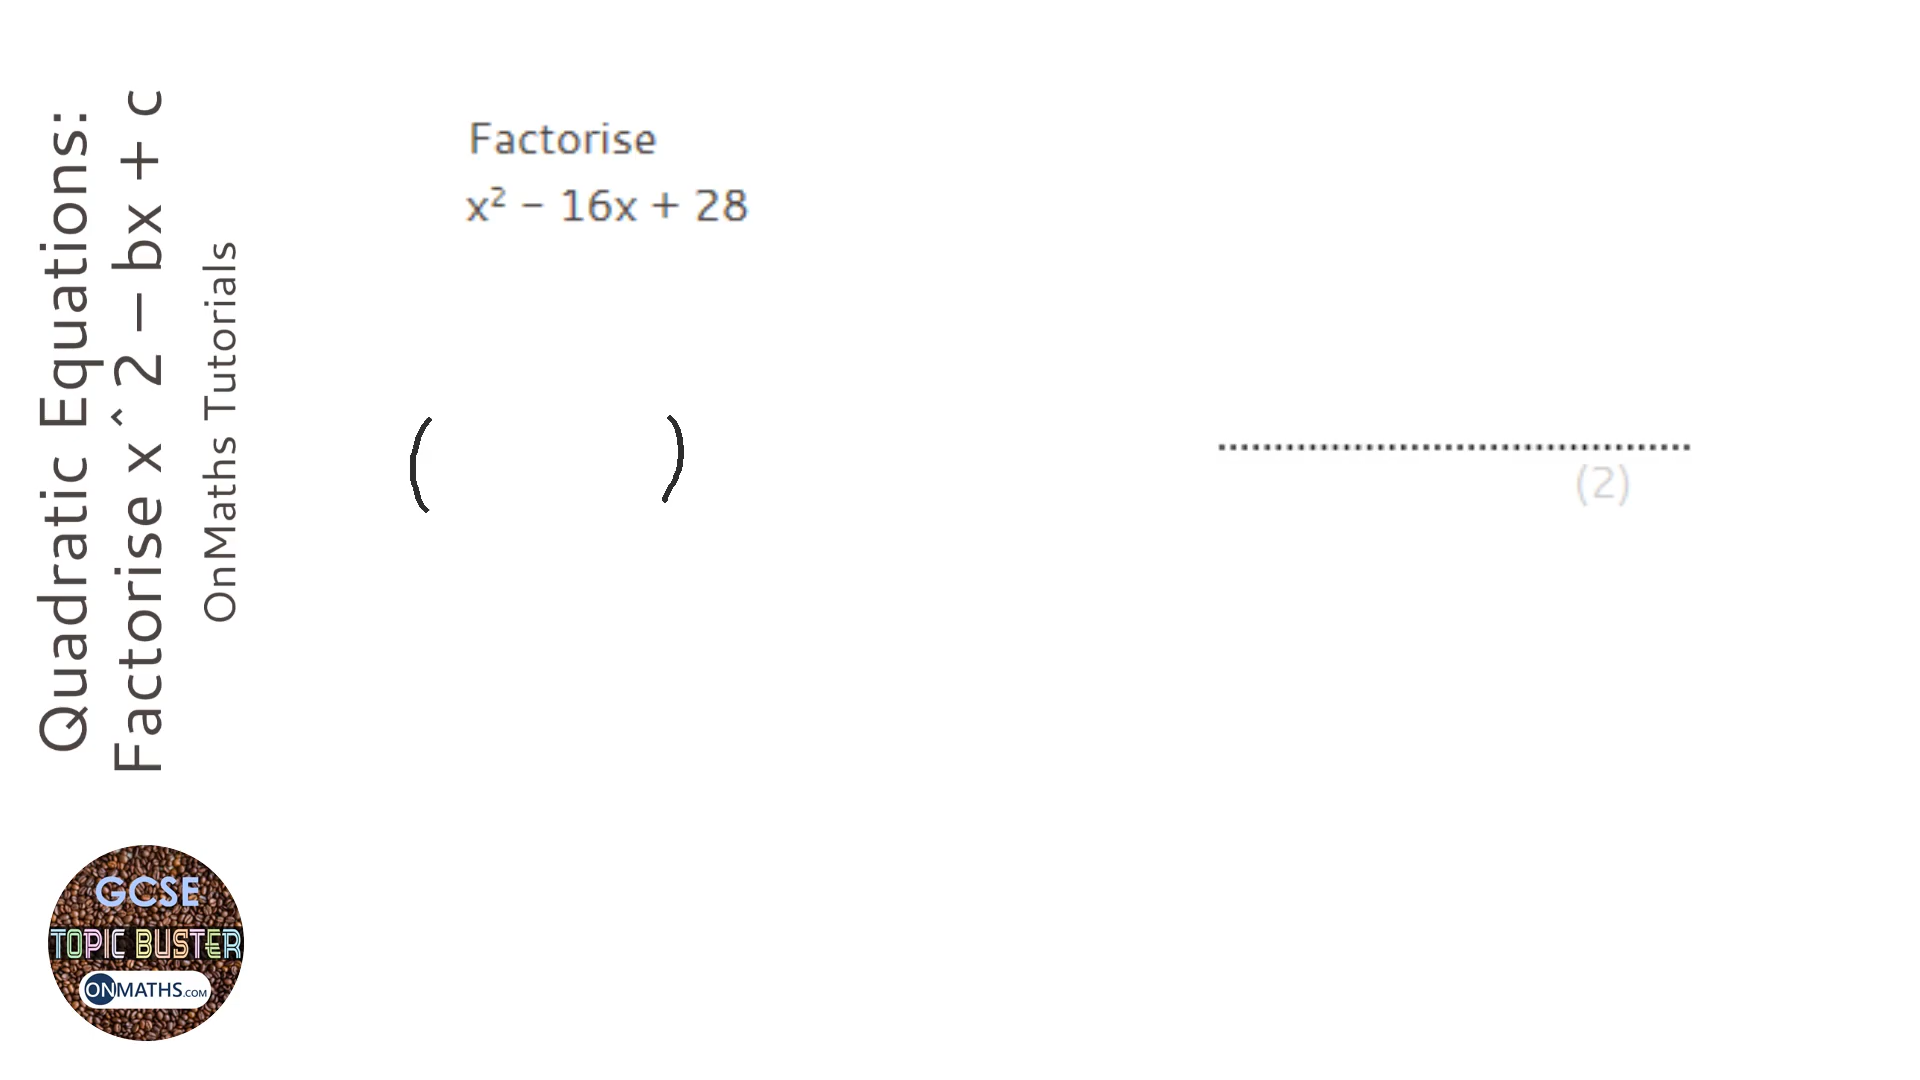 Quadratic Equations:
Factorise x^2 – bx + c
OnMaths Tutorials
Factorise
x² - 16x + 28
( )
(2)
GCSE
TOPIC BUSTER
ONMATHS.COM